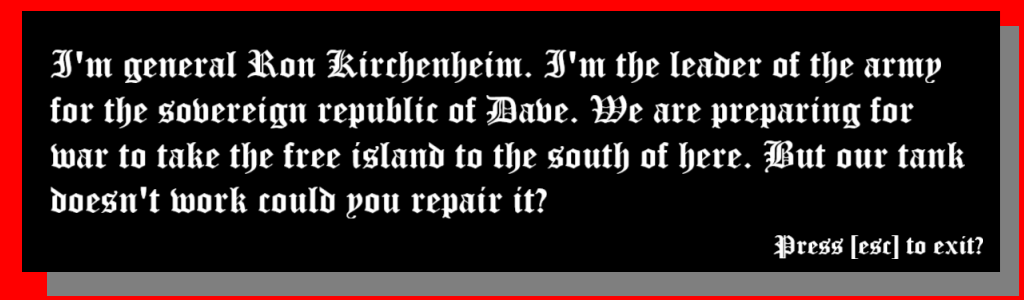 I'm general Ron Kirchenheim. I'm the leader of the army
for the sovereign republic of Dave. We are preparing for
war to take the free island to the south of here. But our tank
doesn't work could you repair it?
Press [esc] to exit?